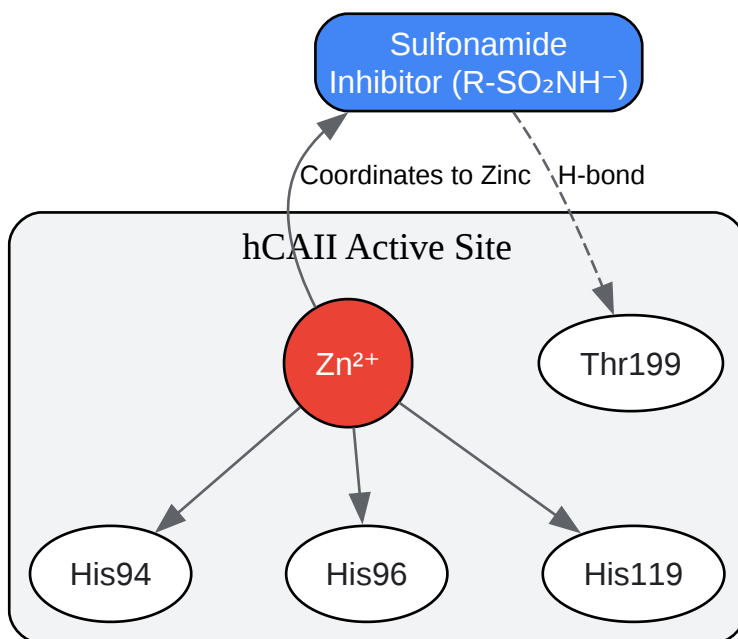 Sulfonamide
Inhibitor (R-SO₂NH⁻)
Coordinates to Zinc
H-bond
hCAII Active Site
Zn²⁺
Thr199
His94
His96
His119